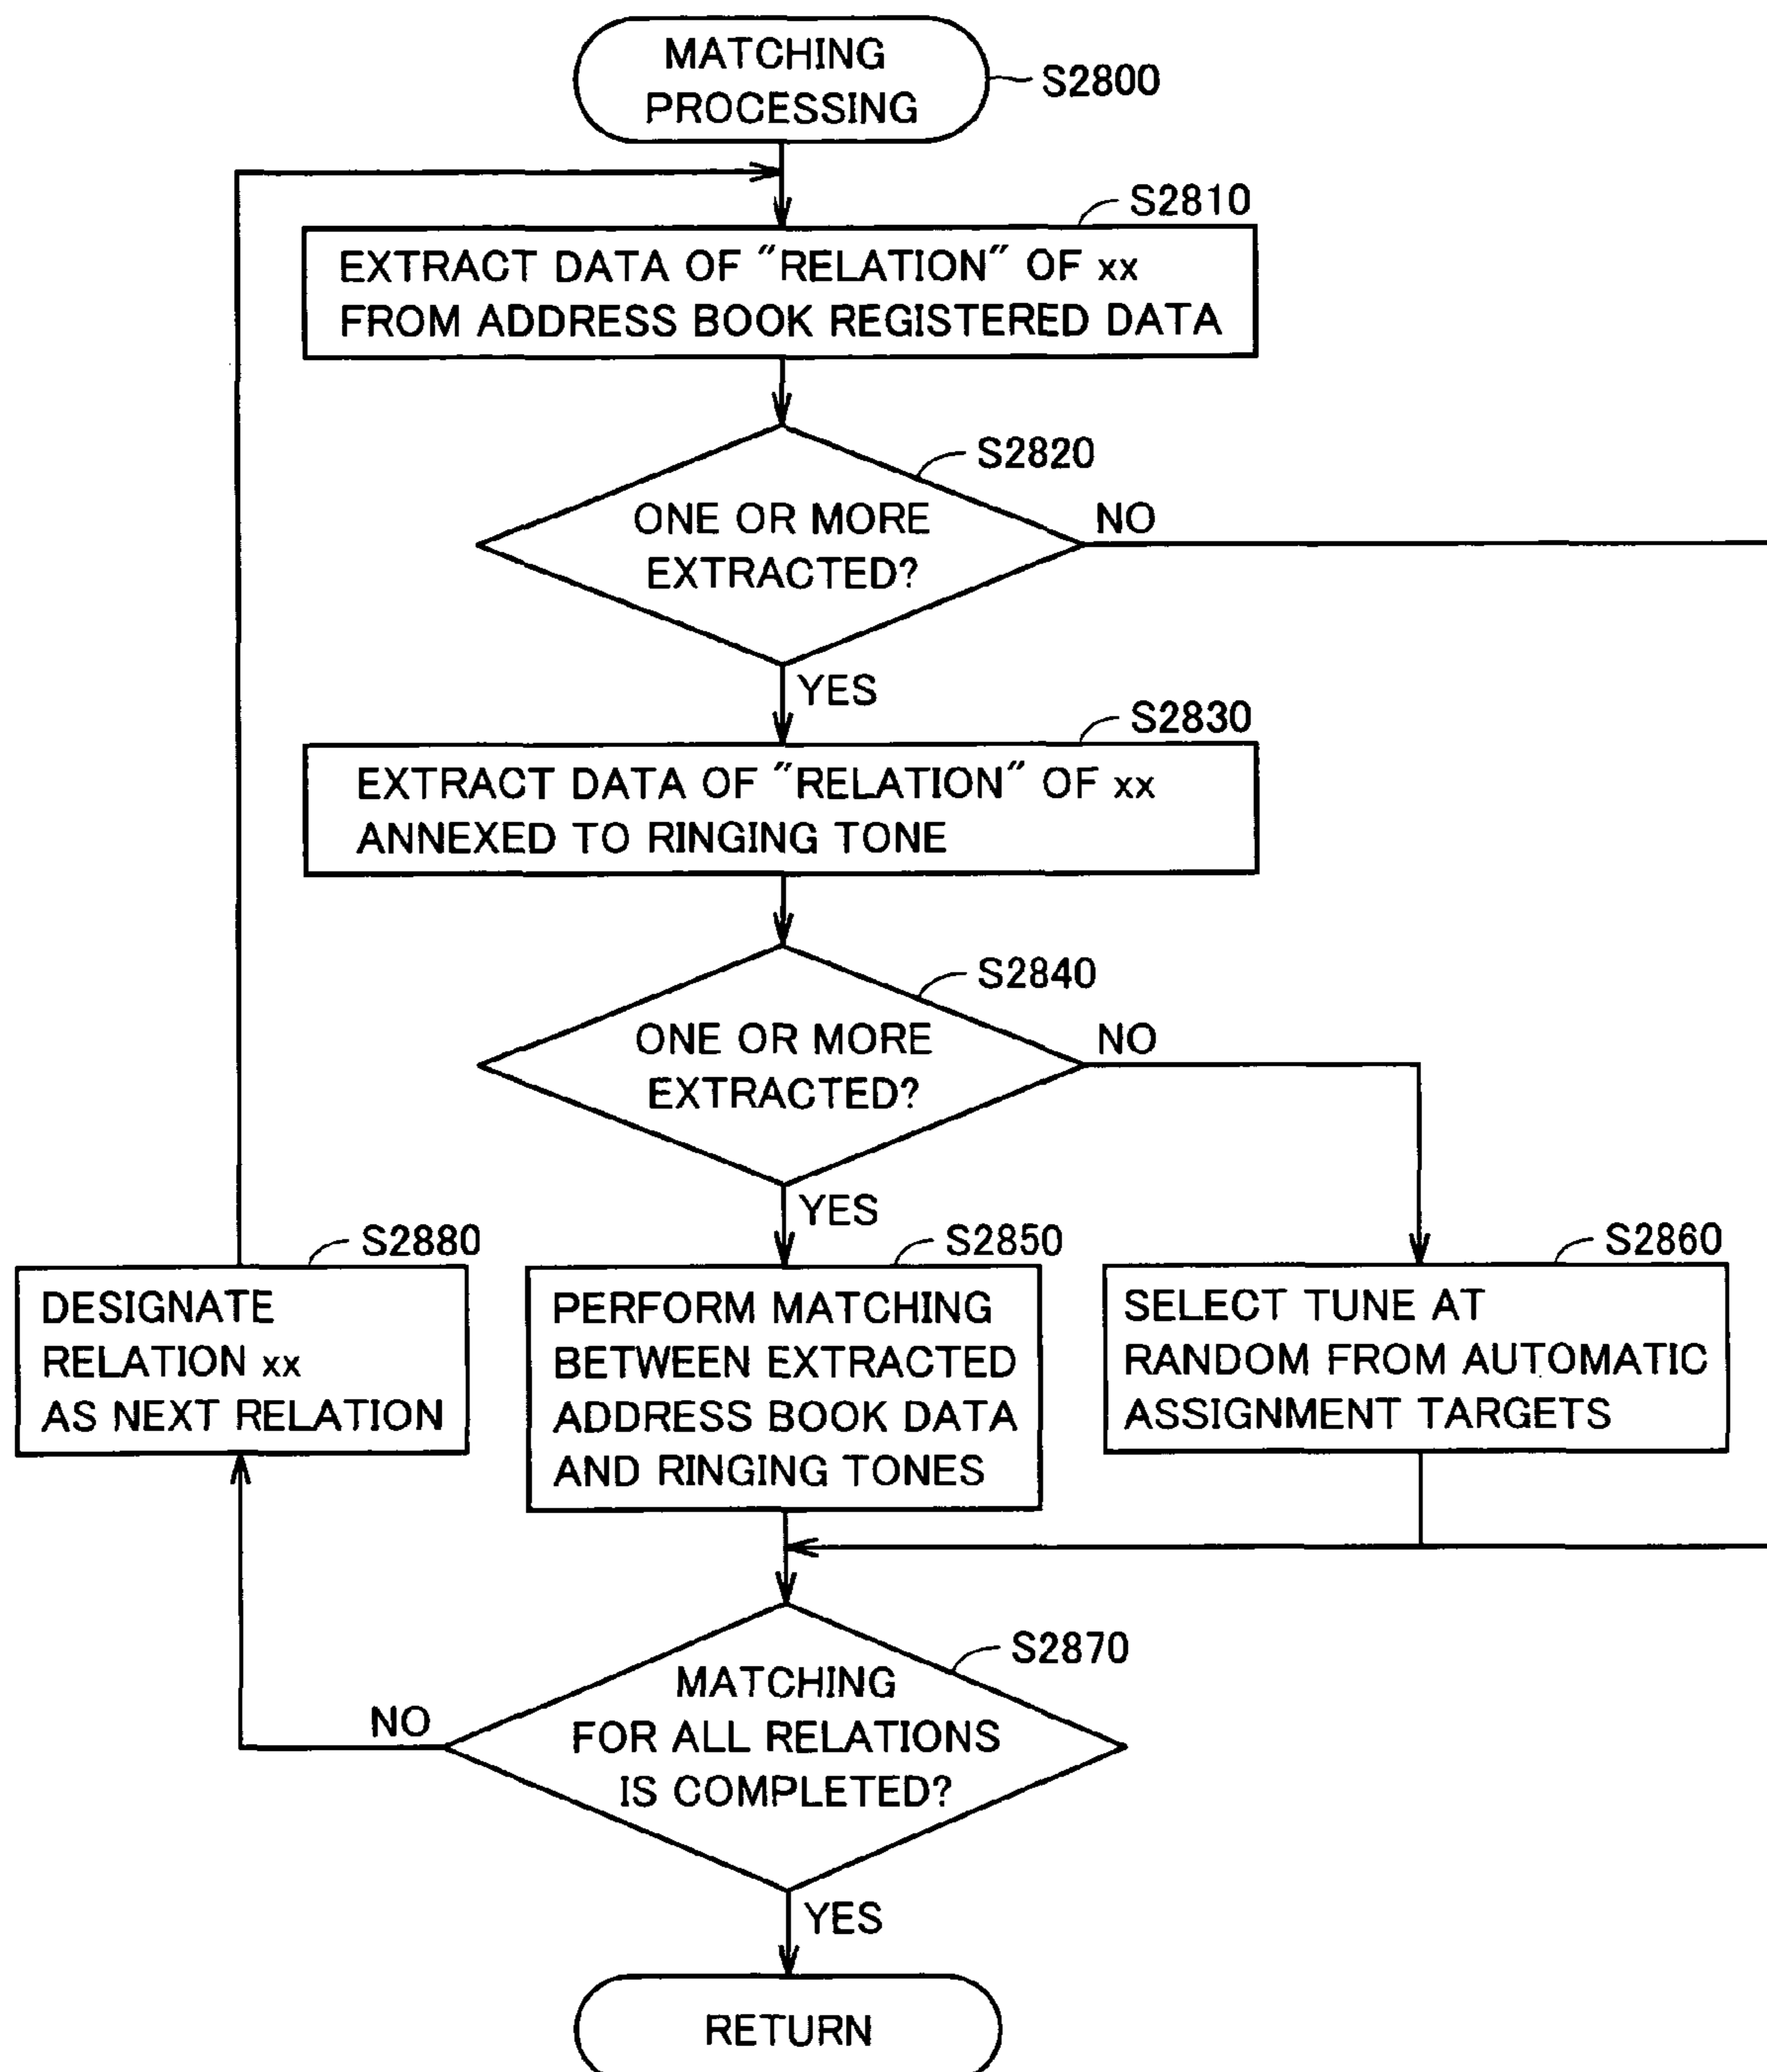 MATCHING
PROCESSING
S2800
S2810
EXTRACT DATA OF "RELATION" OF xx
FROM ADDRESS BOOK REGISTERED DATA
S2820
ONE OR MORE
EXTRACTED?
NO
YES
S2830
EXTRACT DATA OF "RELATION" OF xx
ANNEXED TO RINGING TONE
S2840
ONE OR MORE
EXTRACTED?
NO
YES
S2880
DESIGNATE
RELATION xx
AS NEXT RELATION
S2850
PERFORM MATCHING
BETWEEN EXTRACTED
ADDRESS BOOK DATA
AND RINGING TONES
S2860
SELECT TUNE AT
RANDOM FROM AUTOMATIC
ASSIGNMENT TARGETS
S2870
MATCHING
FOR ALL RELATIONS
IS COMPLETED?
NO
YES
RETURN